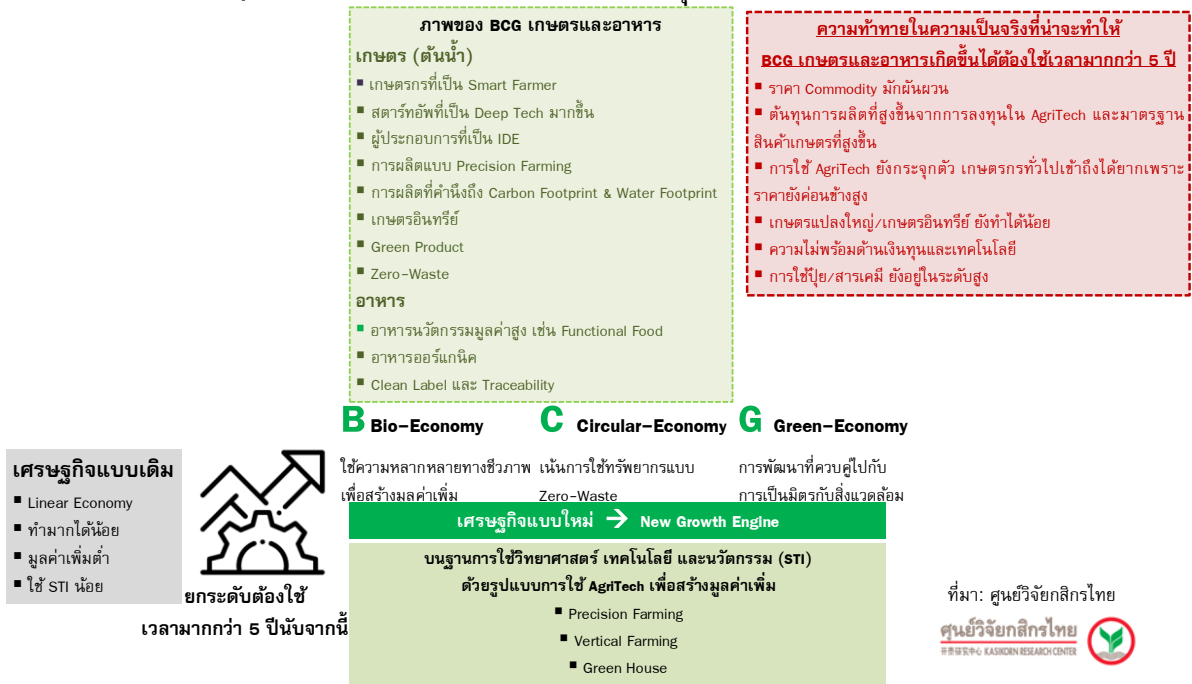 ภาพของ BCG เกษตรและอาหาร
เกษตร (ต้นน้ำ)
▪ เกษตรกรที่เป็น Smart Farmer
▪ สตาร์ทอัพที่เป็น Deep Tech มากขึ้น
▪ ผู้ประกอบการที่เป็น IDE
▪ การผลิตแบบ Precision Farming
▪ การผลิตที่คำนึงถึง Carbon Footprint & Water Footprint
▪ เกษตรอินทรีย์
▪ Green Product
▪ Zero-Waste
อาหาร
▪ อาหารนวัตกรรมมูลค่าสูง เช่น Functional Food
▪ อาหารออร์แกนิค
▪ Clean Label และ Traceability
ความท้าทายในความเป็นจริงที่น่าจะทำให้
BCG เกษตรและอาหารเกิดขึ้นได้ต้องใช้เวลามากกว่า 5 ปี
▪ ราคา Commodity มักผันผวน
▪ ต้นทุนการผลิตที่สูงขึ้นจากการลงทุนใน AgriTech และมาตรฐาน
สินค้าเกษตรที่สูงขึ้น
▪ การใช้ AgriTech ยังกระจุกตัว เกษตรกรทั่วไปเข้าถึงได้ยากเพราะ
ราคายังค่อนข้างสูง
▪ เกษตรแปลงใหญ่/เกษตรอินทรีย์ ยังทำได้น้อย
▪ ความไม่พร้อมด้านเงินทุนและเทคโนโลยี
▪ การใช้ปุ๋ย/สารเคมี ยังอยู่ในระดับสูง
B Bio-Economy
ใช้ความหลากหลายทางชีวภาพ
เพื่อสร้างมูลค่าเพิ่ม
C Circular-Economy
เน้นการใช้ทรัพยากรแบบ
Zero-Waste
G Green-Economy
การพัฒนาที่ควบคู่ไปกับ
การเป็นมิตรกับสิ่งแวดล้อม
เศรษฐกิจแบบเดิม
▪ Linear Economy
▪ ทำมากได้น้อย
▪ มูลค่าเพิ่มต่ำ
▪ ใช้ STI น้อย
ยกระดับต้องใช้
เวลามากกว่า 5 ปีนับจากนี้
เศรษฐกิจแบบใหม่ → New Growth Engine
บนฐานการใช้วิทยาศาสตร์ เทคโนโลยี และนวัตกรรม (STI)
ด้วยรูปแบบการใช้ AgriTech เพื่อสร้างมูลค่าเพิ่ม
▪ Precision Farming
▪ Vertical Farming
▪ Green House
ที่มา: ศูนย์วิจัยกสิกรไทย
ศูนย์วิจัยกสิกรไทย
KASIKORN RESEARCH CENTER